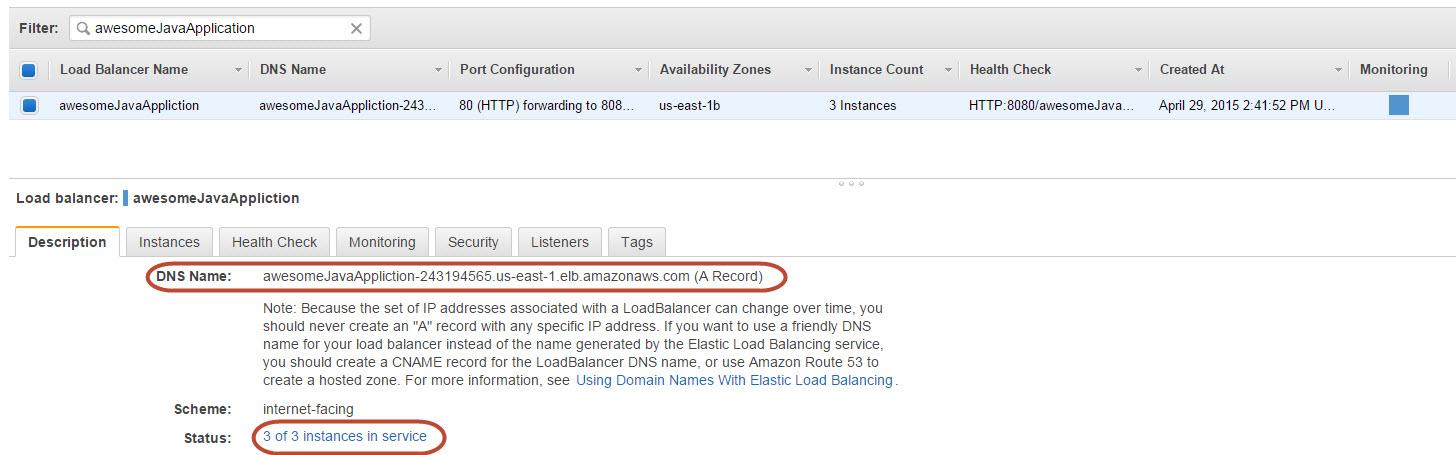 Filter: awesomeJavaApplication
Load Balancer Name DNS Name Port Configuration Availability Zones Instance Count Health Check Created At Monitoring
awesomeJavaAppliction awesomeJavaAppliction-243... 80 (HTTP) forwarding to 808... us-east-1b 3 Instances HTTP:8080/awesomeJava... April 29, 2015 2:41:52 PM U...
Load balancer: awesomeJavaAppliction
Description Instances Health Check Monitoring Security Listeners Tags
DNS Name: awesomeJavaAppliction-243194565.us-east-1.elb.amazonaws.com (A Record)
Note: Because the set of IP addresses associated with a LoadBalancer can change over time, you
should never create an "A" record with any specific IP address. If you want to use a friendly DNS
name for your load balancer instead of the name generated by the Elastic Load Balancing service,
you should create a CNAME record for the LoadBalancer DNS name, or use Amazon Route 53 to
create a hosted zone. For more information, see Using Domain Names With Elastic Load Balancing.
Scheme: internet-facing
Status: 3 of 3 instances in service